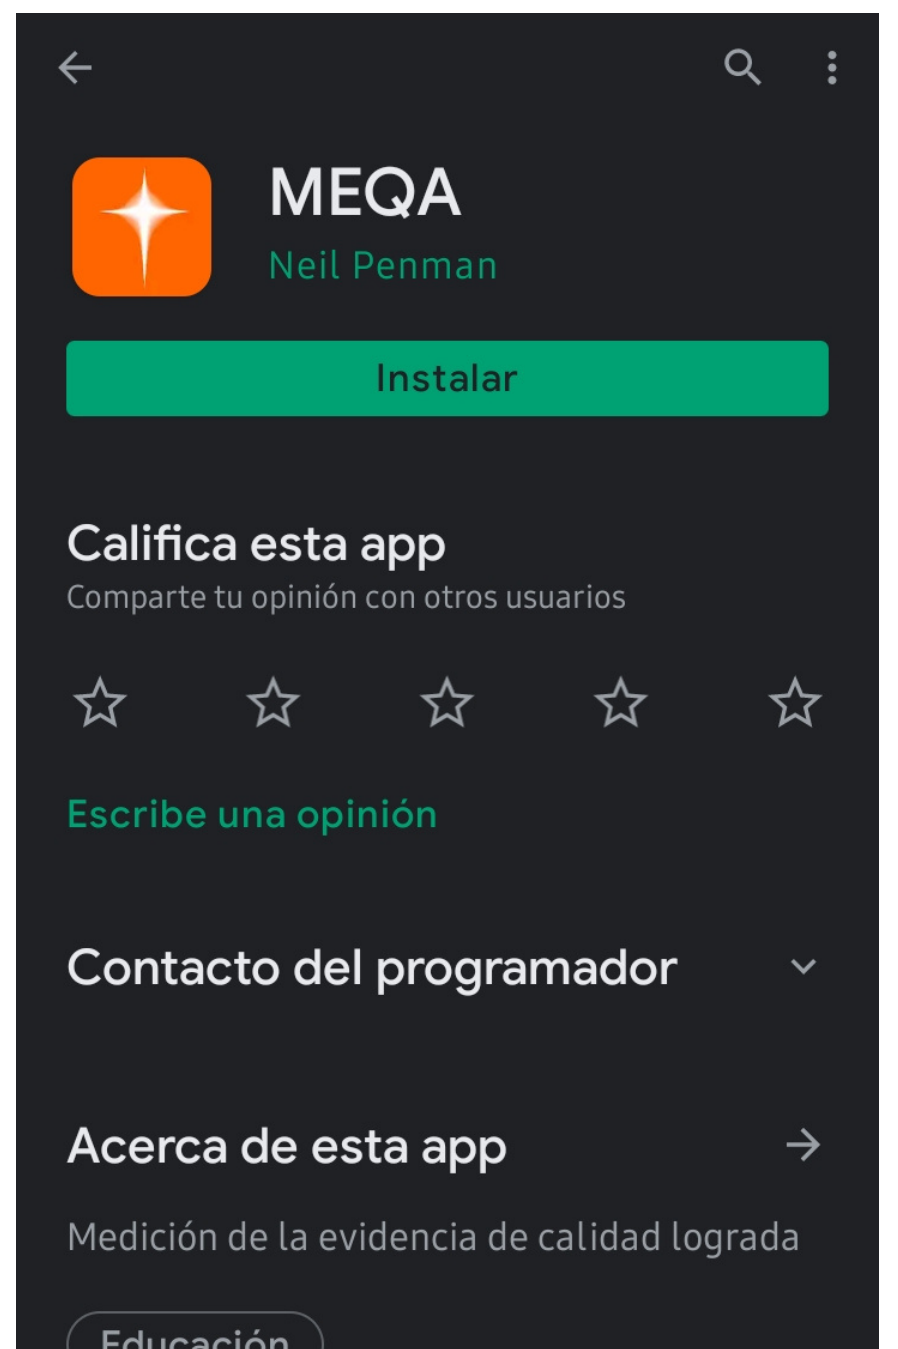 MEQA
Neil Penman
Instalar
Califica esta app
Comparte tu opinión con otros usuarios
Escribe una opinión
Contacto del programador
Acerca de esta app
Medición de la evidencia de calidad lograda
Educación